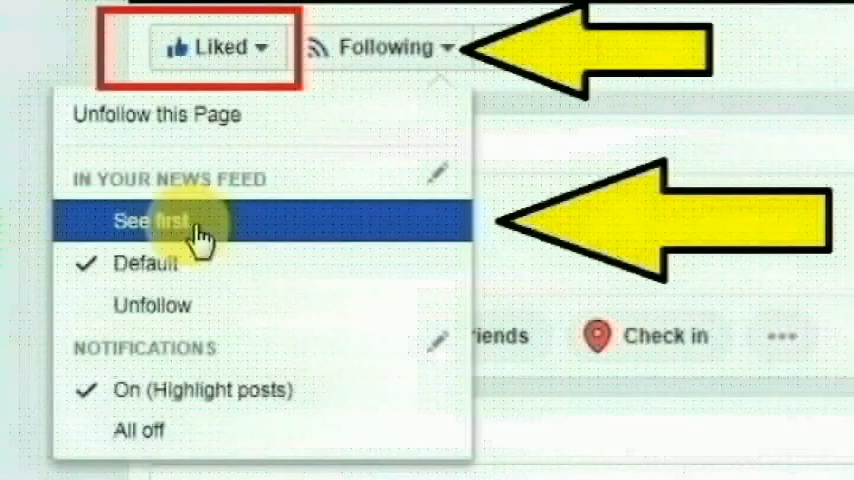 Liked Following
Unfollow this Page
IN YOUR NEWS FEED
See first
Default
Unfollow
riends Check in
NOTIFICATIONS
On (Highlight posts)
All off